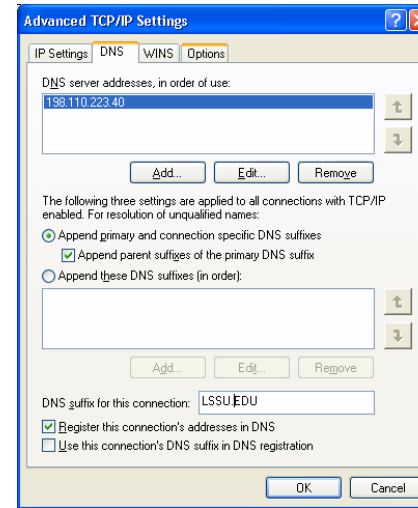 Advanced TCP/IP Settings
IP Settings DNS WINS Options
DNS server addresses, in order of use:
198.110.223.40
Add... Edit... Remove
The following three settings are applied to all connections with TCP/IP
enabled. For resolution of unqualified names:
Append primary and connection specific DNS suffixes
Append parent suffixes of the primary DNS suffix
Append these DNS suffixes (in order):
Add... Edit... Remove
DNS suffix for this connection: LSSU.EDU
Register this connection's addresses in DNS
Use this connection's DNS suffix in DNS registration
OK Cancel